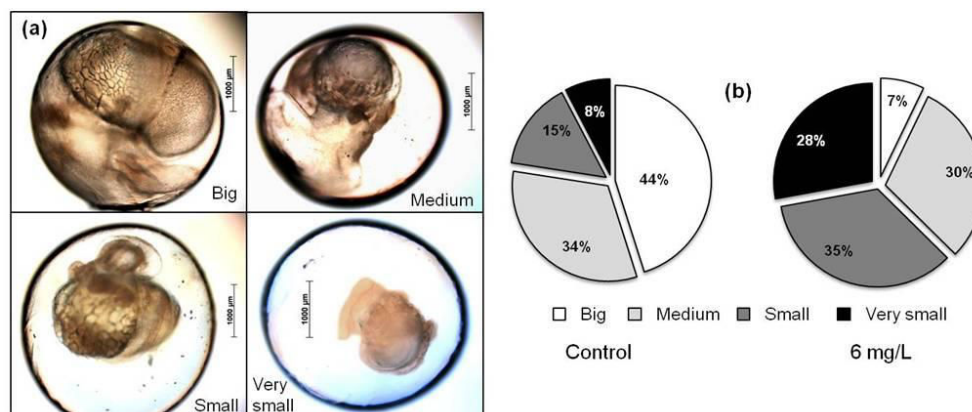 (a)
1000 µm
Big
1000 µm
Medium
1000 µm
Small
1000 µm
Very
small
(b)
8%
15%
44%
34%
7%
28%
30%
35%
Big Medium Small Very small
Control 6 mg/L